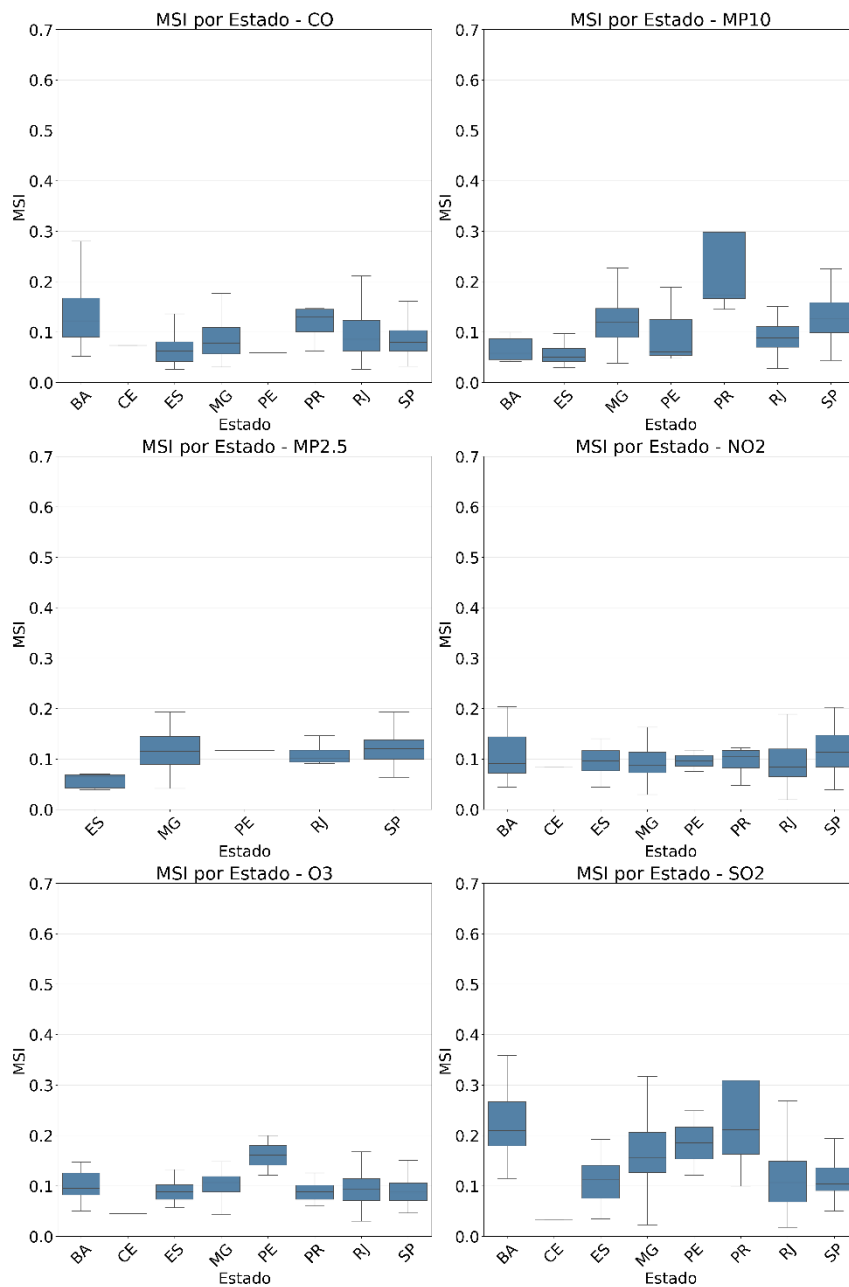 MSI por Estado - CO
0.7
0.6
0.5
0.4
0.3
0.2
0.1
0.0
MSI
BA CE ES MG PE PR RJ SP
Estado
MSI por Estado - MP10
0.7
0.6
0.5
0.4
0.3
0.2
0.1
0.0
MSI
BA ES MG PE PR RJ SP
Estado
MSI por Estado - MP2.5
0.7
0.6
0.5
0.4
0.3
0.2
0.1
0.0
MSI
ES MG PE RJ SP
Estado
MSI por Estado - NO2
0.7
0.6
0.5
0.4
0.3
0.2
0.1
0.0
MSI
BA CE ES MG PE PR RJ SP
Estado
MSI por Estado - O3
0.7
0.6
0.5
0.4
0.3
0.2
0.1
0.0
MSI
BA CE ES MG PE PR RJ SP
Estado
MSI por Estado - SO2
0.7
0.6
0.5
0.4
0.3
0.2
0.1
0.0
MSI
BA CE ES MG PE PR RJ SP
Estado